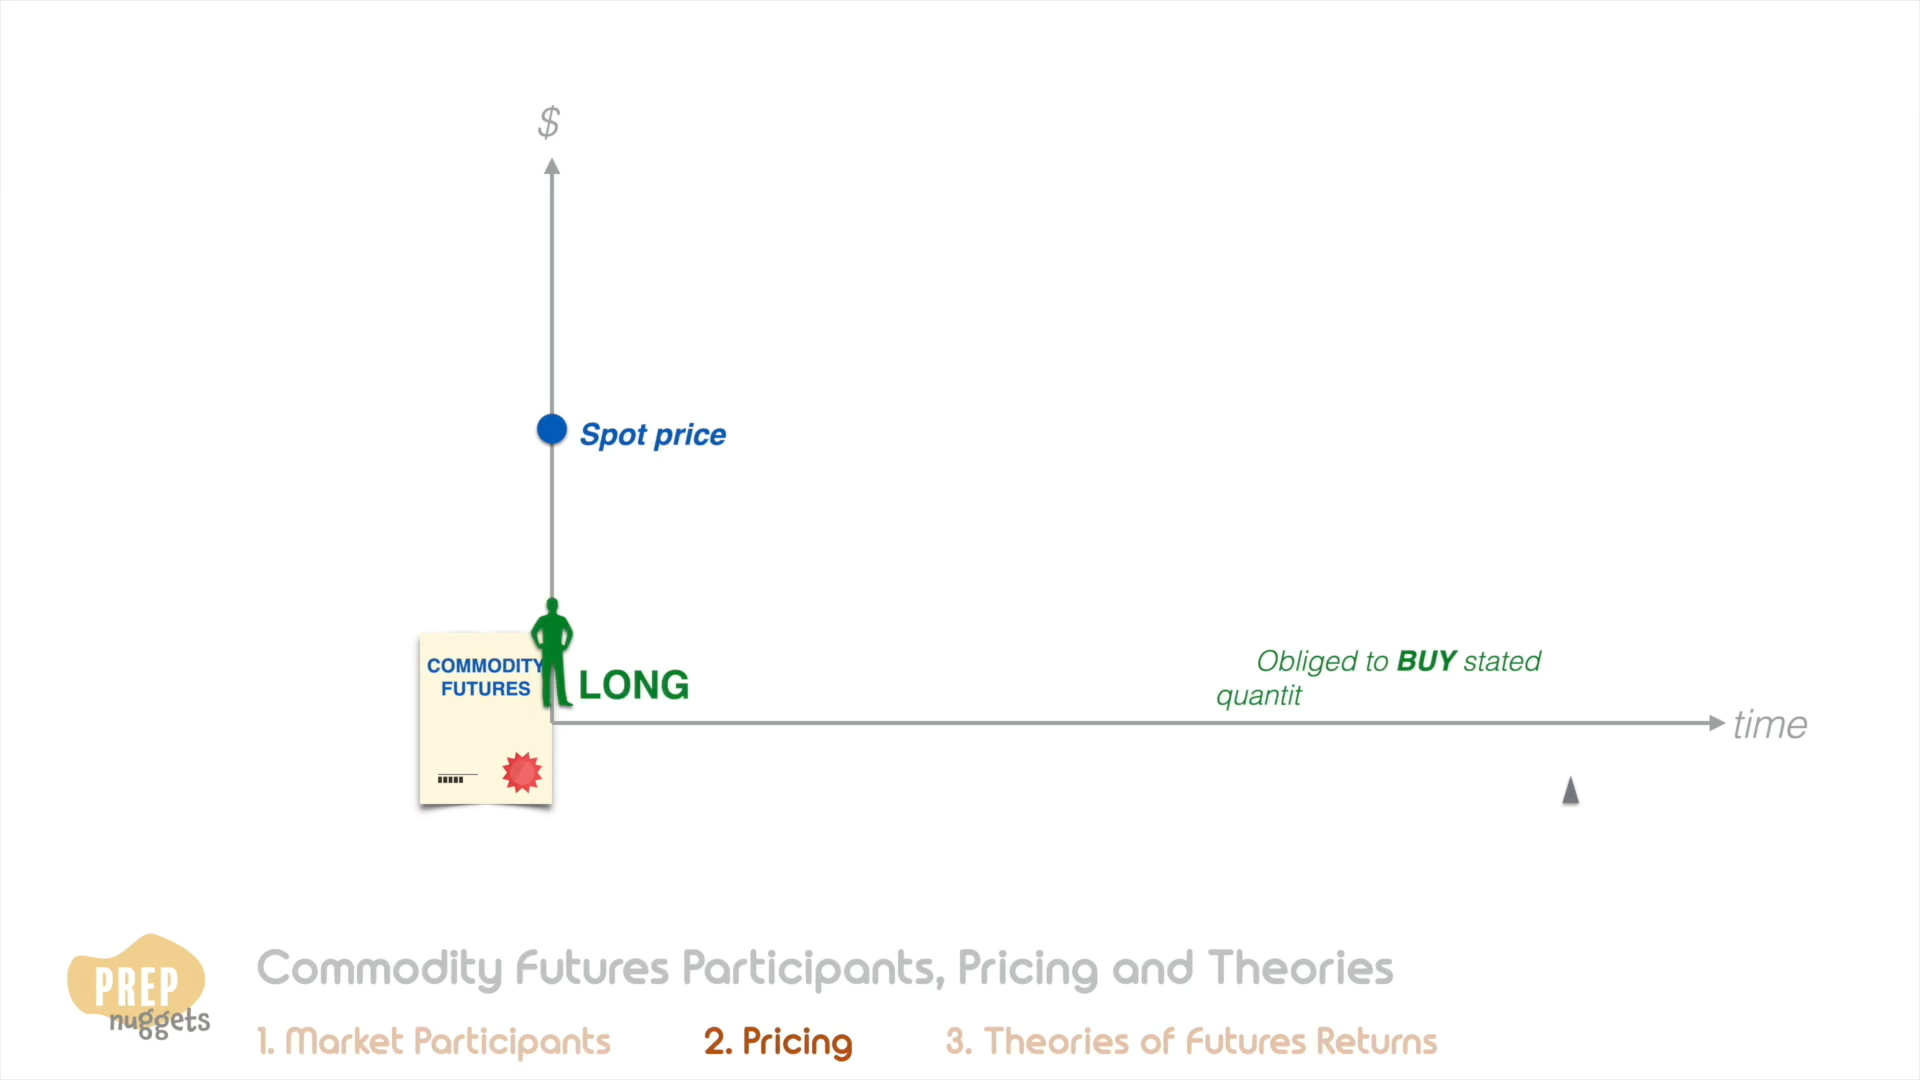 $
Spot price
COMMODITY
FUTURES
LONG
Obliged to BUY stated
quantit
time
PREP
nuggets
Commodity Futures Participants, Pricing and Theories
1. Market Participants
2. Pricing
3. Theories of Futures Returns